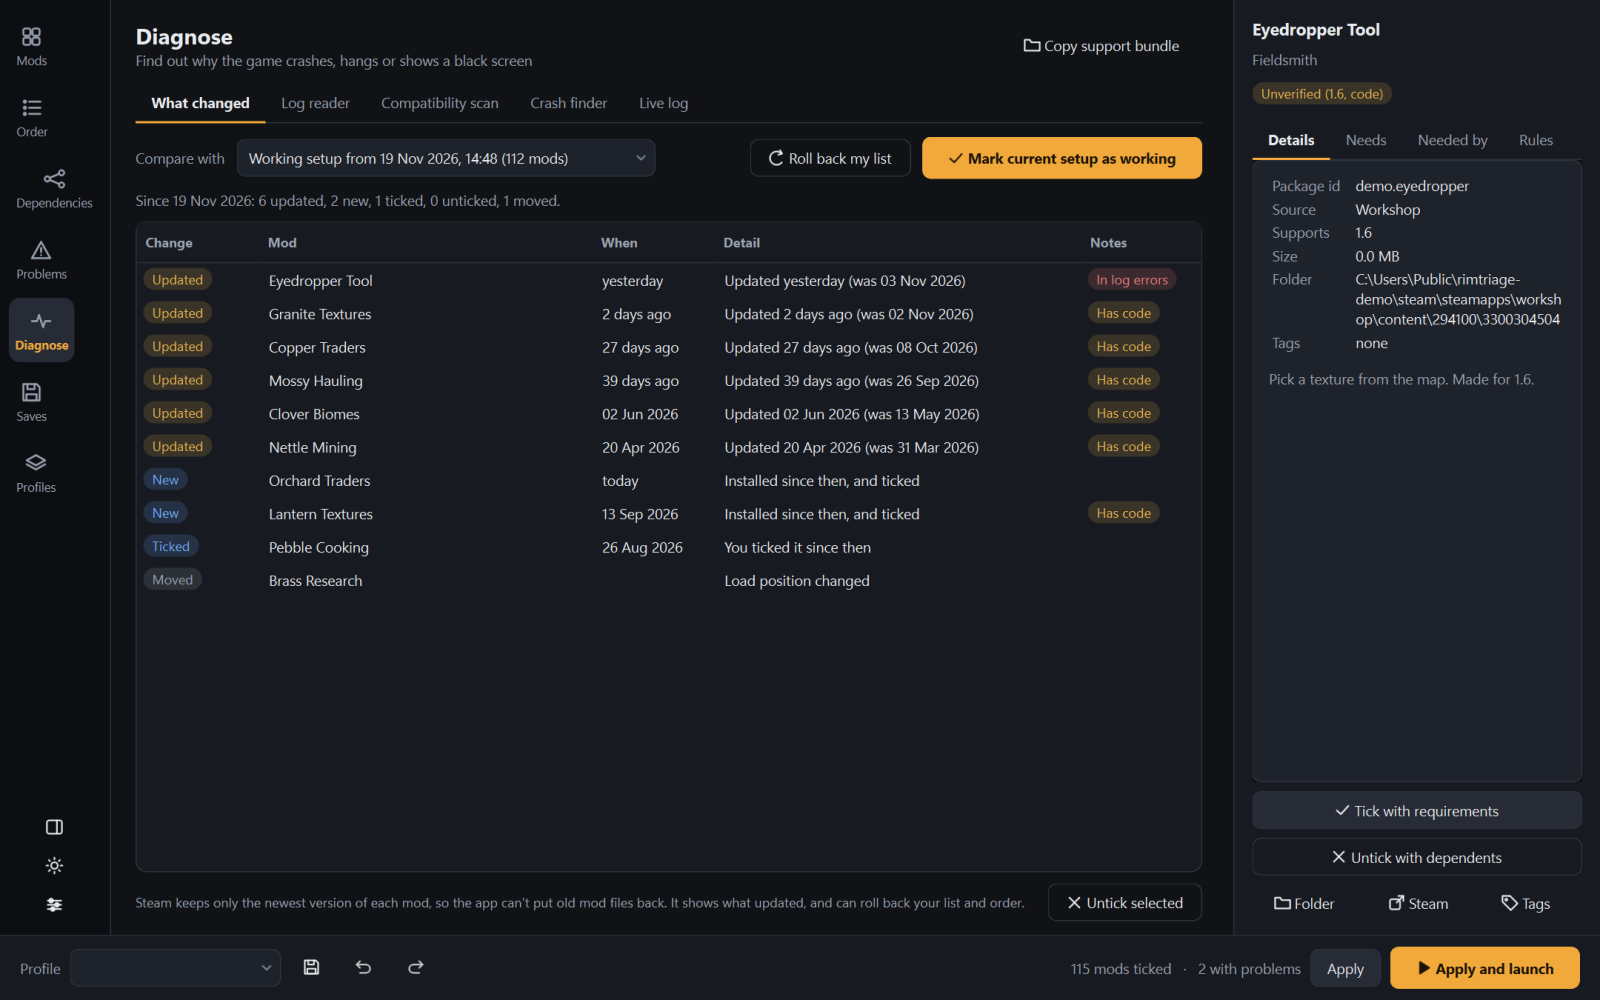 Mods
Order
Dependencies
Problems
Diagnose
Saves
Profiles
Diagnose
Find out why the game crashes, hangs or shows a black screen
Copy support bundle
What changed
Log reader
Compatibility scan
Crash finder
Live log
Compare with
Working setup from 19 Nov 2026, 14:48 (112 mods)
Roll back my list
Mark current setup as working
Since 19 Nov 2026: 6 updated, 2 new, 1 ticked, 0 unticked, 1 moved.
Change Mod When Detail Notes
Updated Eyedropper Tool yesterday Updated yesterday (was 03 Nov 2026) In log errors
Updated Granite Textures 2 days ago Updated 2 days ago (was 02 Nov 2026) Has code
Updated Copper Traders 27 days ago Updated 27 days ago (was 08 Oct 2026) Has code
Updated Mossy Hauling 39 days ago Updated 39 days ago (was 26 Sep 2026) Has code
Updated Clover Biomes 02 Jun 2026 Updated 02 Jun 2026 (was 13 May 2026) Has code
Updated Nettle Mining 20 Apr 2026 Updated 20 Apr 2026 (was 31 Mar 2026) Has code
New Orchard Traders today Installed since then, and ticked
New Lantern Textures 13 Sep 2026 Installed since then, and ticked Has code
Ticked Pebble Cooking 26 Aug 2026 You ticked it since then
Moved Brass Research Load position changed
Steam keeps only the newest version of each mod, so the app can't put old mod files back. It shows what updated, and can roll back your list and order.
Untick selected
Eyedropper Tool
Fieldsmith
Unverified (1.6, code)
Details
Needs
Needed by
Rules
Package id demo.eyedropper
Source Workshop
Supports 1.6
Size 0.0 MB
Folder C:\Users\Public\rimtriage-
demo\steam\steamapps\worksh
op\content\294100\3300304504
Tags none
Pick a texture from the map. Made for 1.6.
Tick with requirements
Untick with dependents
Folder
Steam
Tags
Profile
115 mods ticked · 2 with problems
Apply
Apply and launch